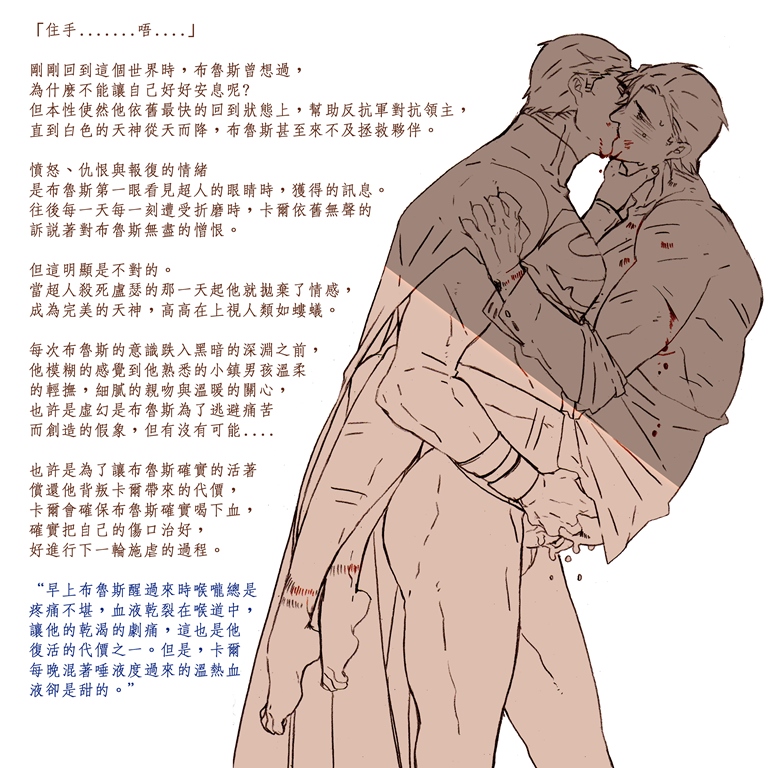 「住手.......唔....」
剛剛回到這個世界時，布魯斯曾想過，
為什麼不能讓自己好好安息呢?
但本性使然他依舊最快的回到狀態上，幫助反抗軍對抗領主，
直到白色的天神從天而降，布魯斯甚至來不及拯救夥伴。
憤怒、仇恨與報復的情緒
是布魯斯第一眼看見超人的眼睛時，獲得的訊息。
往後每一天每一刻遭受折磨時，卡爾依舊無聲的
訴説著對布魯斯無盡的憎恨。
但這明顯是不對的。
當超人殺死盧瑟的那一天起他就拋棄了情感，
成為完美的天神，高高在上視人類如螻蟻。
每次布魯斯的意識跌入黑暗的深淵之前，
他模糊的感覺到他熟悉的小鎮男孩溫柔
的輕撫，細膩的親吻與溫暖的關心，
也許是虛幻是布魯斯為了逃避痛苦
而創造的假象，但有沒有可能....
也許是為了讓布魯斯確實的活著
償還他背叛卡爾帶來的代價，
卡爾會確保布魯斯確實喝下血，
確實把自己的傷口治好，
好進行下一輪施虐的過程。
“早上布魯斯醒過來時喉嚨總是
疼痛不堪，血液乾裂在喉道中，
讓他的乾渴的劇痛，這也是他
復活的代價之一。但是，卡爾
每晚混著唾液度過來的溫熱血
液卻是甜的。”